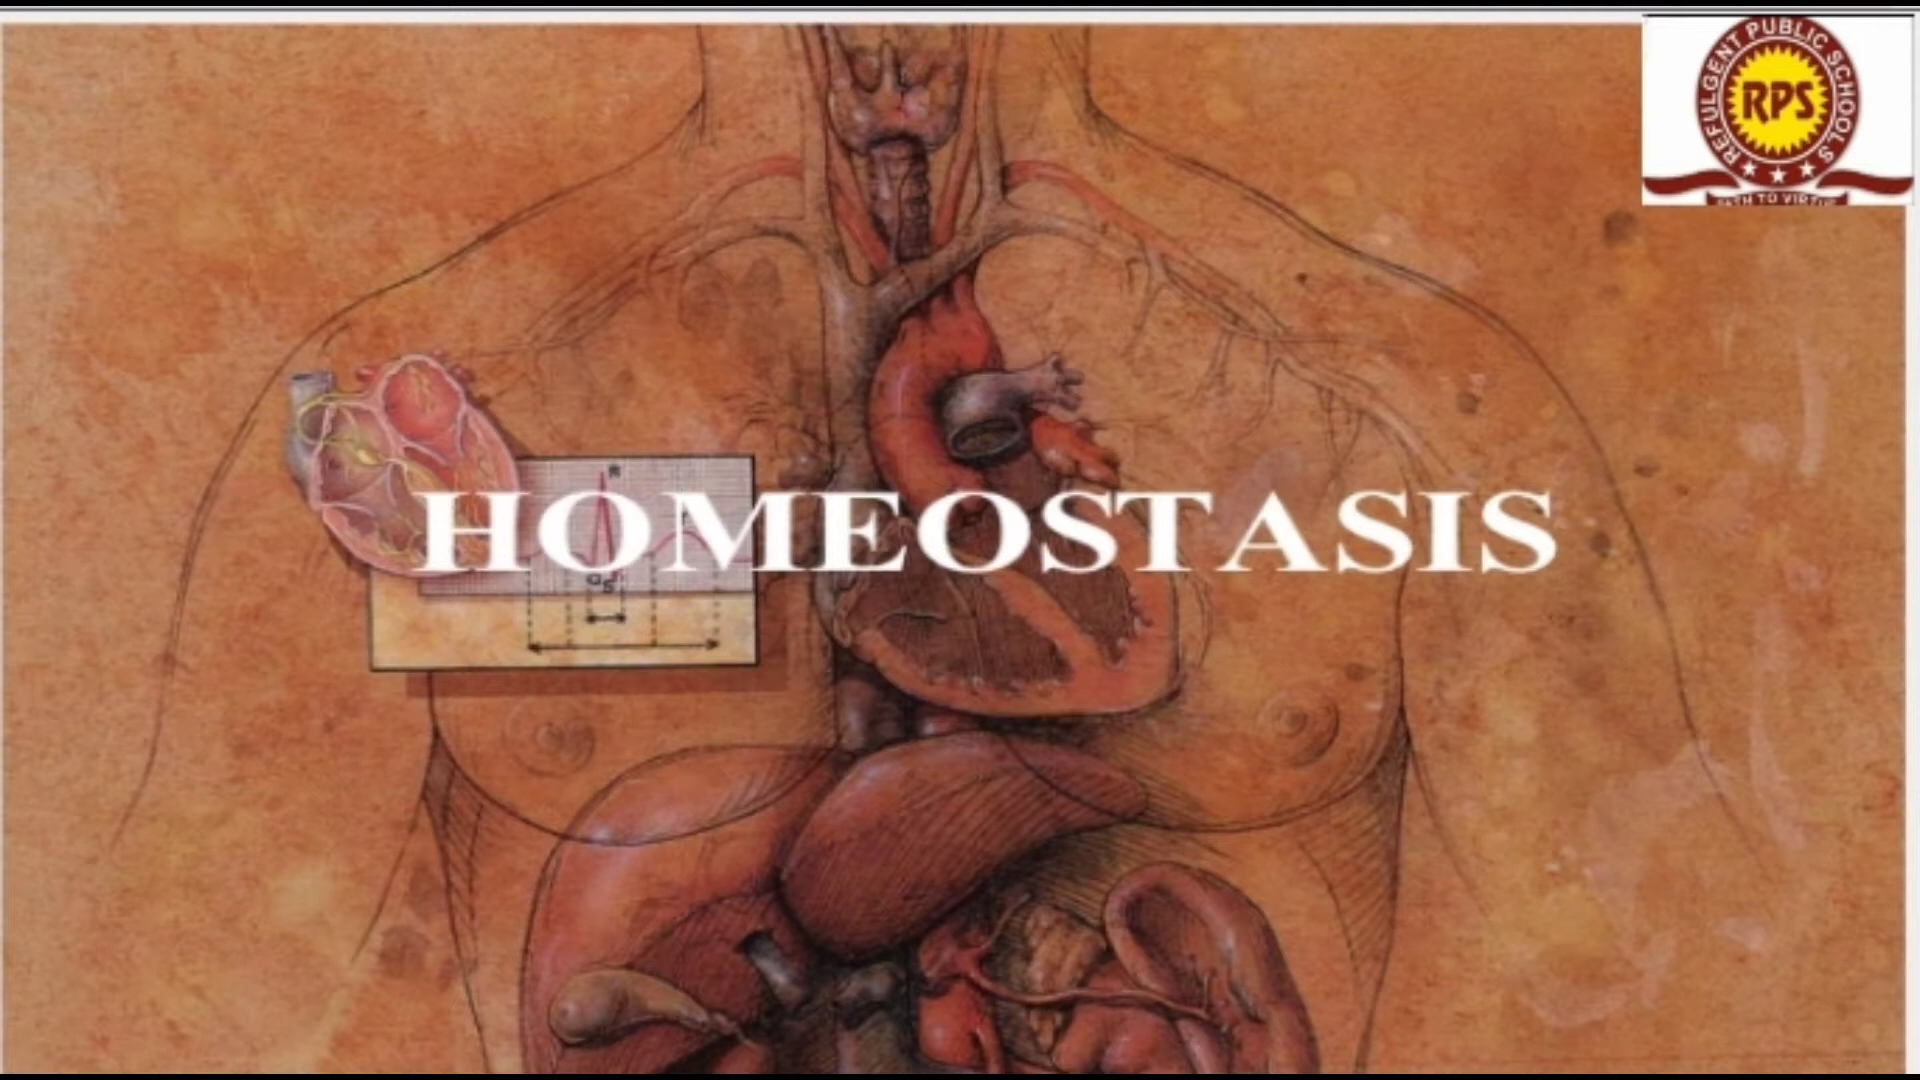 REFULGENT PUBLIC SCHOOLS
RPS
PATH TO VIRTUE
R
HOMEOSTASIS
Q
S